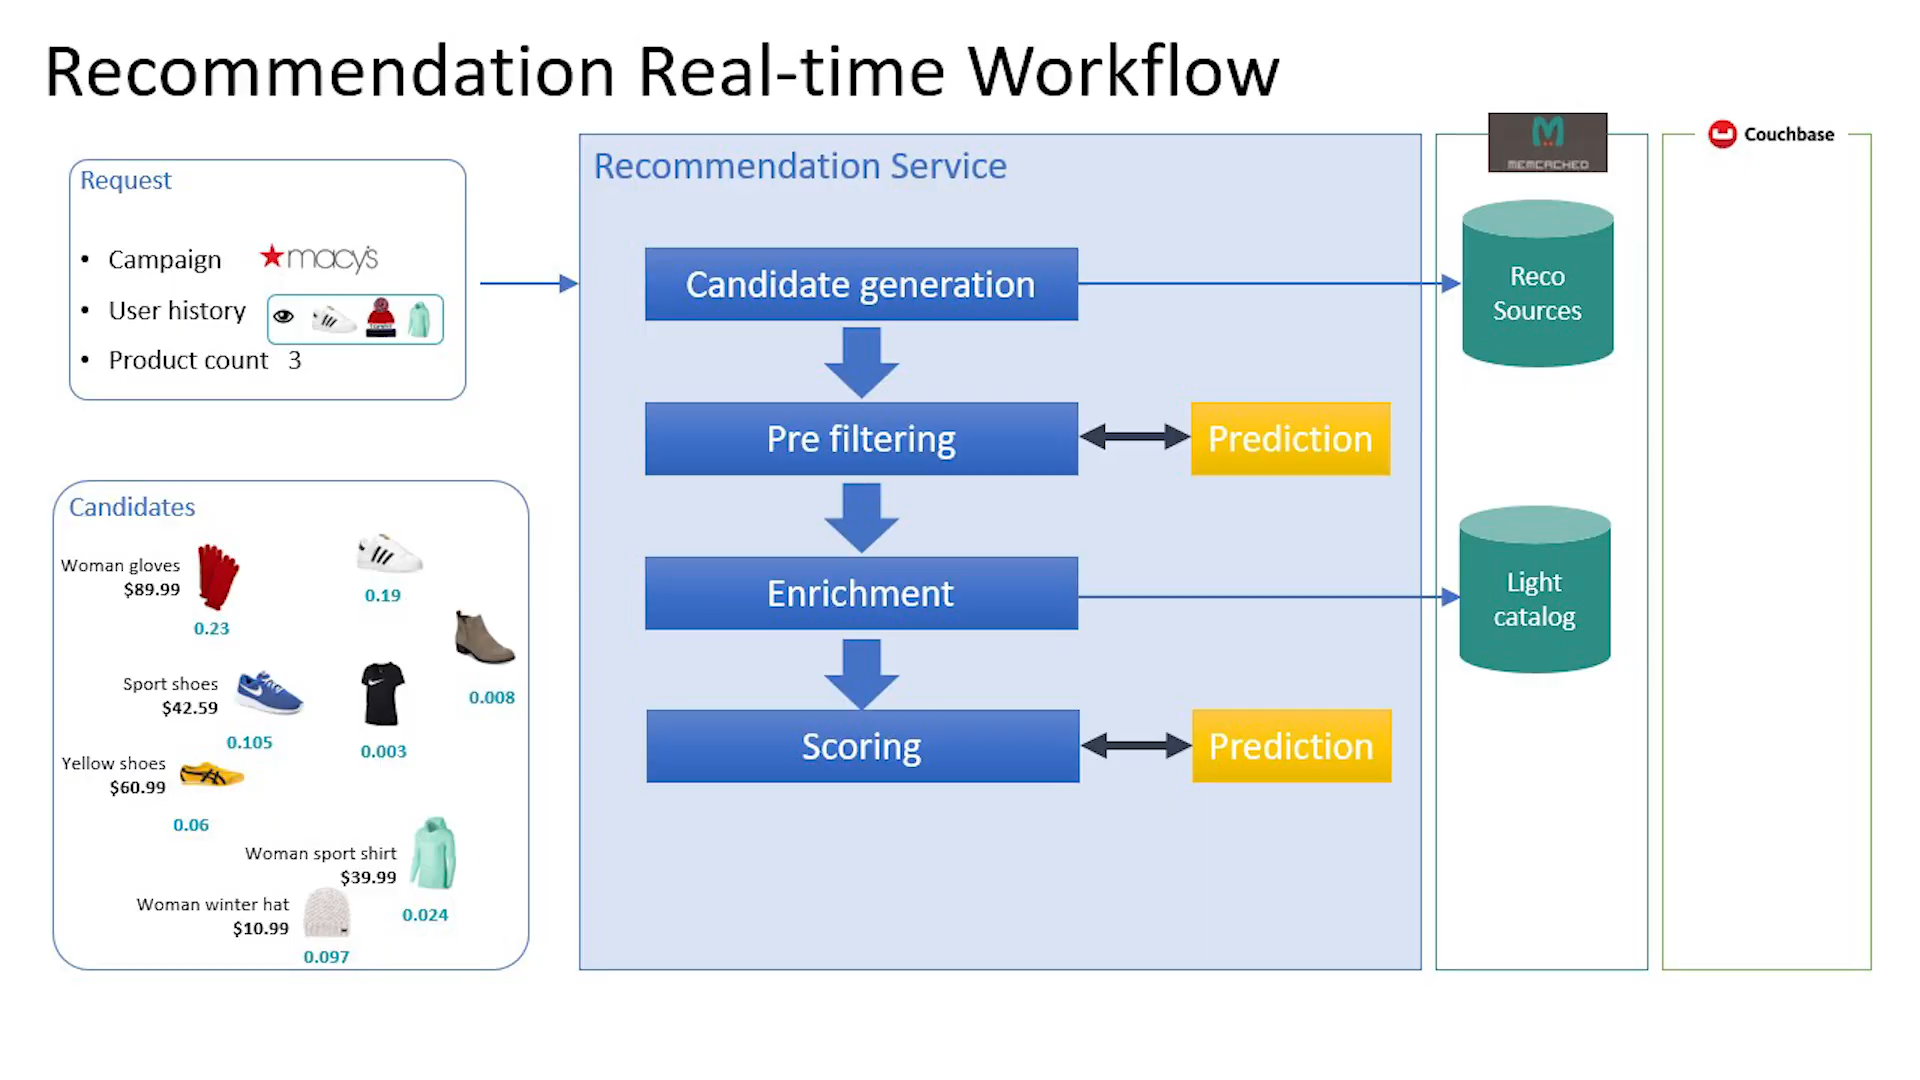 Recommendation Real-time Workflow
Request
• Campaign ★macy's
• User history
• Product count 3
Candidates
Woman gloves
$89.99
0.23
0.19
0.008
Sport shoes
$42.59
0.105
0.003
Yellow shoes
$60.99
0.06
Woman sport shirt
$39.99
0.024
Woman winter hat
$10.99
0.097
Recommendation Service
Candidate generation
Pre filtering
Prediction
Enrichment
Scoring
Prediction
MEMCACHED
Reco
Sources
Light
catalog
Couchbase